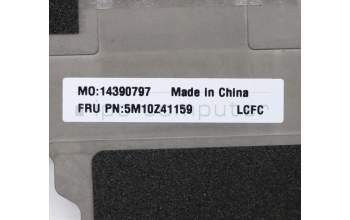 MO:14390797 Made in China
FRU PN:5M10Z41159 LCFC